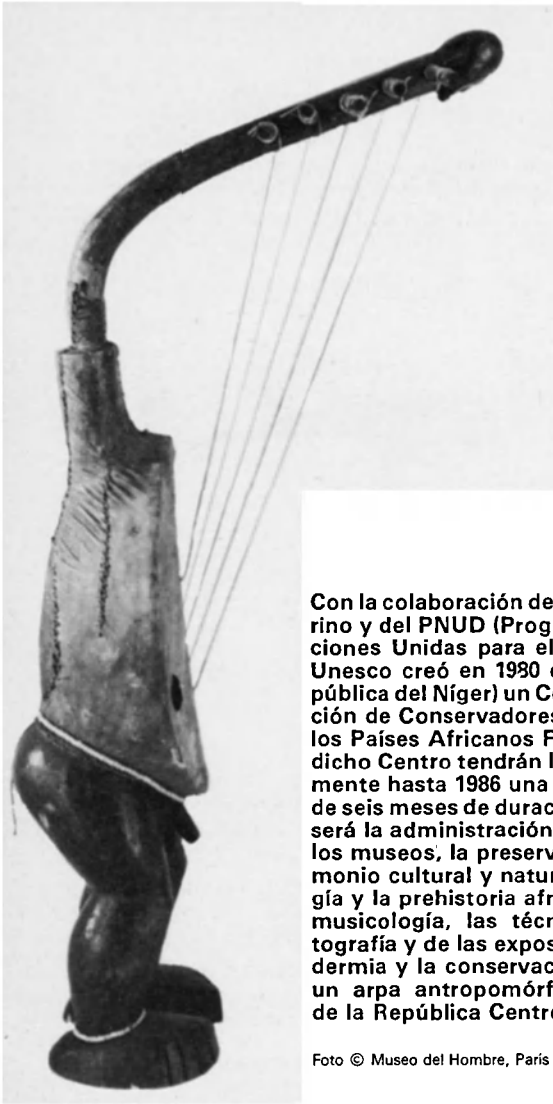 Con la colaboración de
rino y del PNUD (Prog
ciones Unidas para el
Unesco creó en 1980
pública del Níger) un C
ción de Conservadores
los Países Africanos F
dicho Centro tendrán l
mente hasta 1986 una
de seis meses de durac
será la administración
los museos, la preserv
monio cultural y natur
gía y la prehistoria afr
musicología, las técn
tografía y de las expos
dermia y la conservac
un arpa antropomórf
de la República Centr
Foto © Museo del Hombre, París